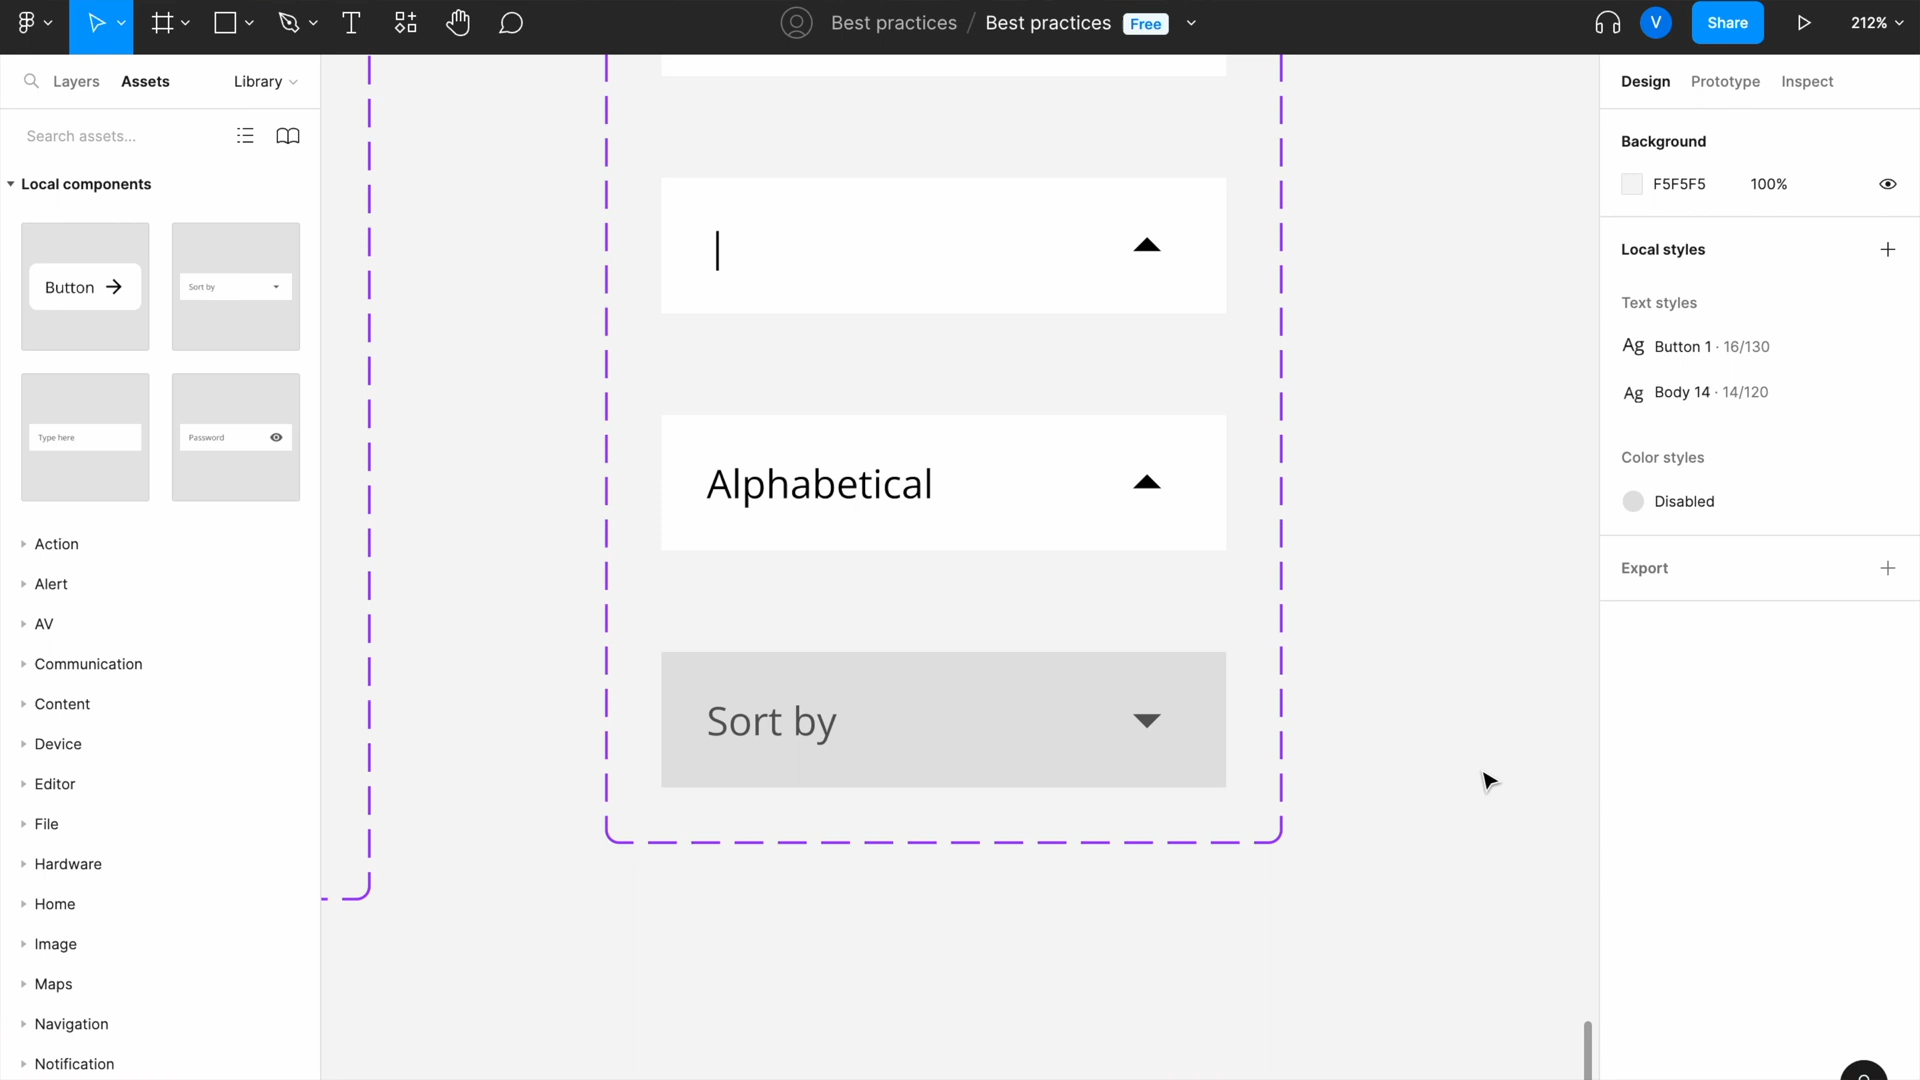 Best practices / Best practices Free
V
Share
212%
Layers Assets Library
Search assets...
Local components
Button
Sort by
Type here
Password
Action
Alert
AV
Communication
Content
Device
Editor
File
Hardware
Home
Image
Maps
Navigation
Notification
Alphabetical
Sort by
Design Prototype Inspect
Background
F5F5F5 100%
Local styles
Text styles
Ag Button 1 · 16/130
Ag Body 14 · 14/120
Color styles
Disabled
Export